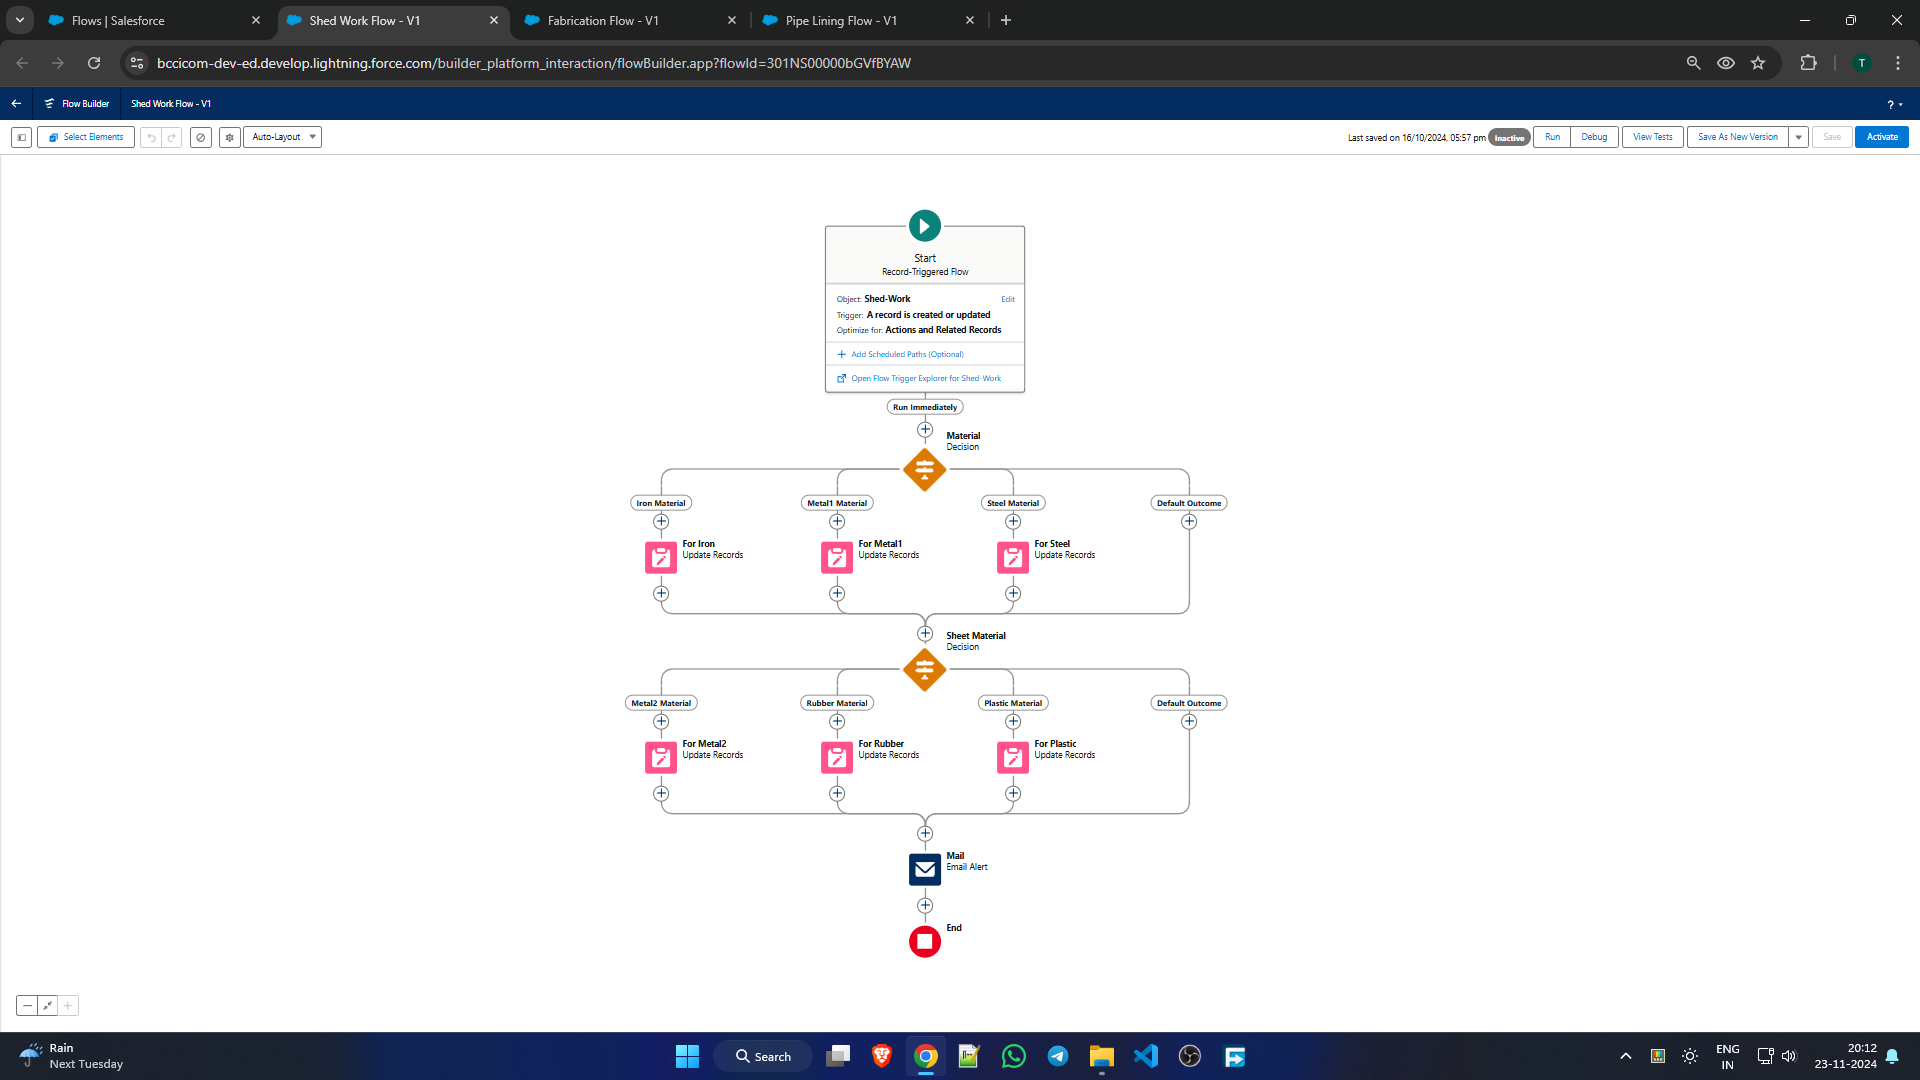 Flows | Salesforce
Shed Work Flow - V1
Fabrication Flow - V1
Pipe Lining Flow - V1
bccicom-dev-ed.develop.lightning.force.com/builder_platform_interaction/flowBuilder.app?flowId=301NS00000bGVfBYAW
T
Flow Builder
Shed Work Flow - V1
?
Select Elements
Auto-Layout
Last saved on 16/10/2024, 05:57 pm
Inactive
Run
Debug
View Tests
Save As New Version
Save
Activate
Start
Record-Triggered Flow
Object: Shed-Work
Edit
Trigger: A record is created or updated
Optimize for: Actions and Related Records
Add Scheduled Paths (Optional)
Open Flow Trigger Explorer for Shed-Work
Run Immediately
Material
Decision
Iron Material
Metal1 Material
Steel Material
Default Outcome
For Iron
Update Records
For Metal1
Update Records
For Steel
Update Records
Sheet Material
Decision
Metal2 Material
Rubber Material
Plastic Material
Default Outcome
For Metal2
Update Records
For Rubber
Update Records
For Plastic
Update Records
Mail
Email Alert
End
Rain
Next Tuesday
Search
ENG
IN
20:12
23-11-2024